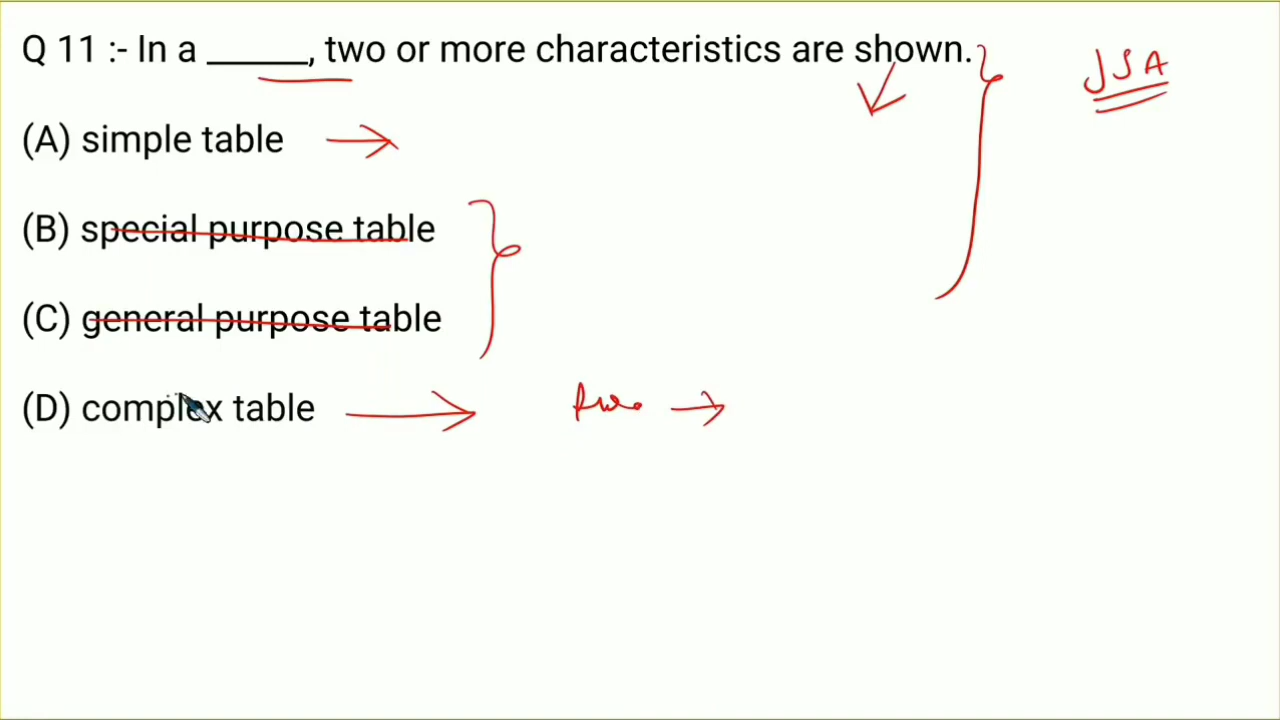 Q 11 :- In a ______, two or more characteristics are shown.
JSA
(A) simple table
(B) special purpose table
(C) general purpose table
(D) complex table